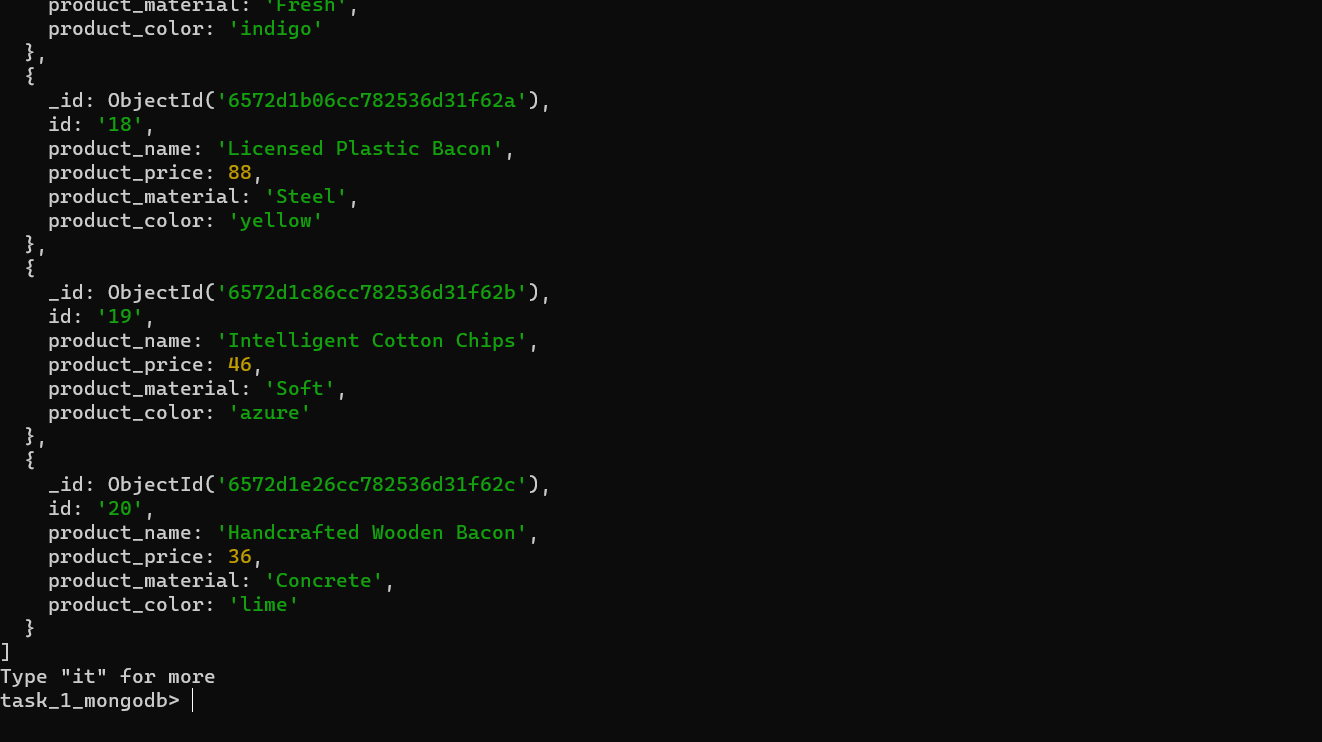 product_material: 'Fresh',
product_color: 'indigo'
},
{
_id: ObjectId('6572d1b06cc782536d31f62a'),
id: '18',
product_name: 'Licensed Plastic Bacon',
product_price: 88,
product_material: 'Steel',
product_color: 'yellow'
},
{
_id: ObjectId('6572d1c86cc782536d31f62b'),
id: '19',
product_name: 'Intelligent Cotton Chips',
product_price: 46,
product_material: 'Soft',
product_color: 'azure'
},
{
_id: ObjectId('6572d1e26cc782536d31f62c'),
id: '20',
product_name: 'Handcrafted Wooden Bacon',
product_price: 36,
product_material: 'Concrete',
product_color: 'lime'
}
]
Type "it" for more
task_1_mongodb>